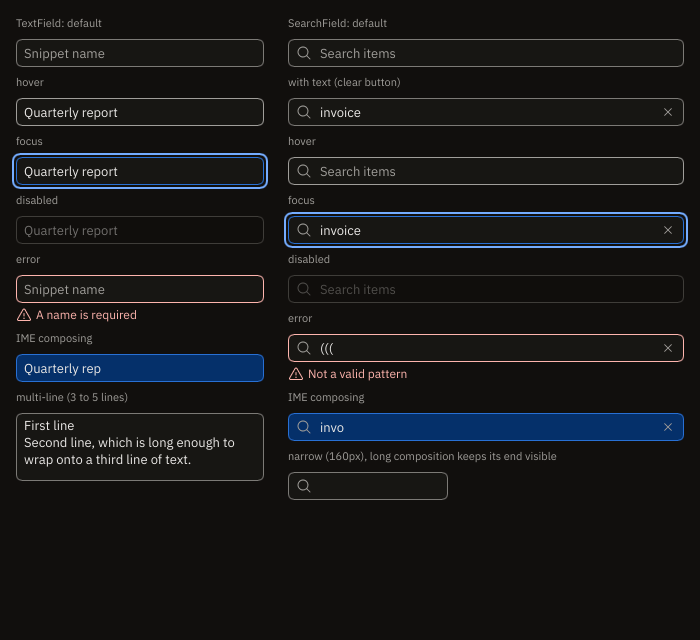 TextField: default
Snippet name
hover
Quarterly report
focus
Quarterly report
disabled
Quarterly report
error
Snippet name
A name is required
IME composing
Quarterly rep
multi-line (3 to 5 lines)
First line
Second line, which is long enough to
wrap onto a third line of text.
SearchField: default
Search items
with text (clear button)
invoice
hover
Search items
focus
invoice
disabled
Search items
error
(((
Not a valid pattern
IME composing
invo
narrow (160px), long composition keeps its end visible